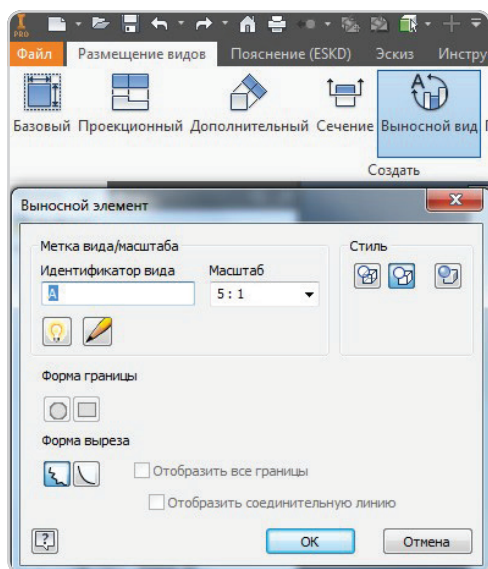 PRO
Файл Размещение видов Пояснение (ESKD) Эскиз Инстру
Базовый Проекционный Дополнительный Сечение Выносной вид
Создать
Выносной элемент
Метка вида/масштаба Стиль
Идентификатор вида Масштаб
A 5 : 1
Форма границы
Форма выреза
Отобразить все границы
Отобразить соединительную линию
ОК Отмена